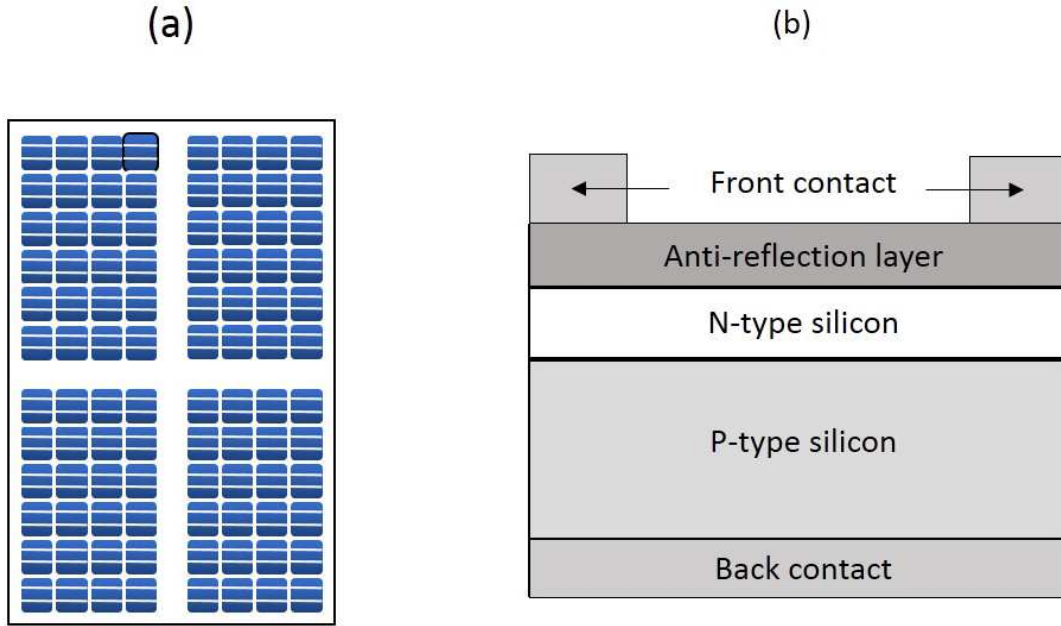 (a)
(b)
Front contact
Anti-reflection layer
N-type silicon
P-type silicon
Back contact